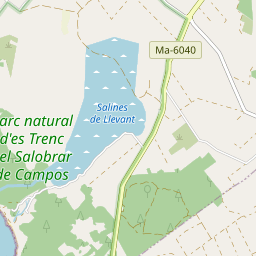 Ma-6040
Salines
de Llevant
arc natural
d'es Trenc
el Salobrar
de Campos